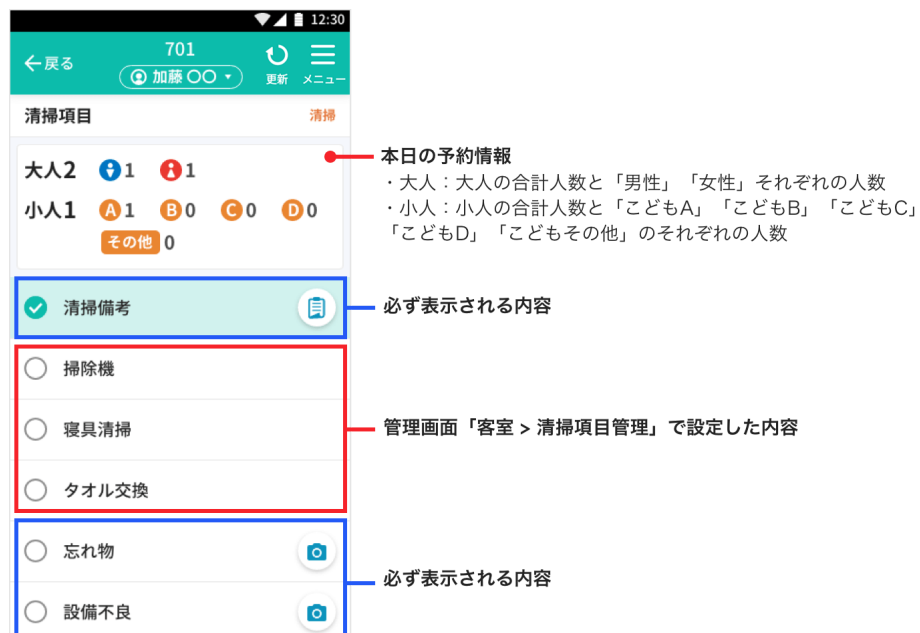 12:30
戻る
701
加藤〇〇
更新
メニュー
清掃項目
清掃
大人2 1 1
小人1 A 1 B 0 C 0 D 0
その他 0
本日の予約情報
・大人：大人の合計人数と「男性」「女性」それぞれの人数
・小人：小人の合計人数と「こどもA」「こどもB」「こどもC」
「こどもD」「こどもその他」のそれぞれの人数
清掃備考
必ず表示される内容
掃除機
寝具清掃
管理画面「客室 > 清掃項目管理」で設定した内容
タオル交換
忘れ物
必ず表示される内容
設備不良